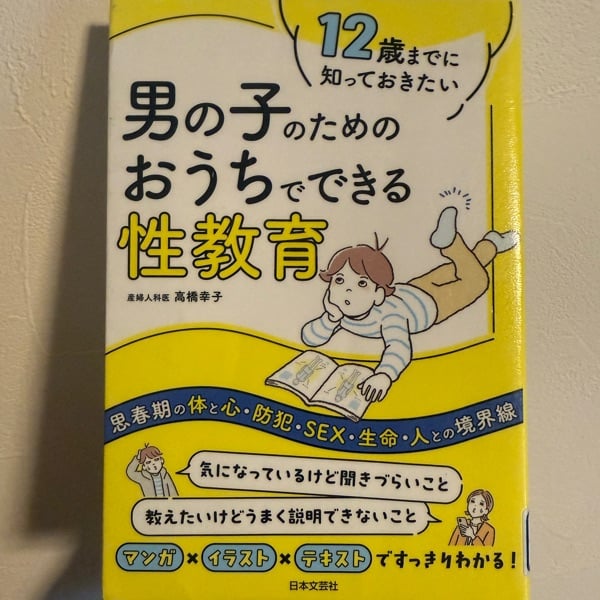 12歳までに
知っておきたい
男の子のための
おうちでできる
性教育
産婦人科医 高橋幸子
思春期の体と心・防犯・SEX・生命・人との境界線
気になっているけど聞きづらいこと
教えたいけどうまく説明できないこと
マンガ×イラスト×テキストですっきりわかる！
日本文芸社